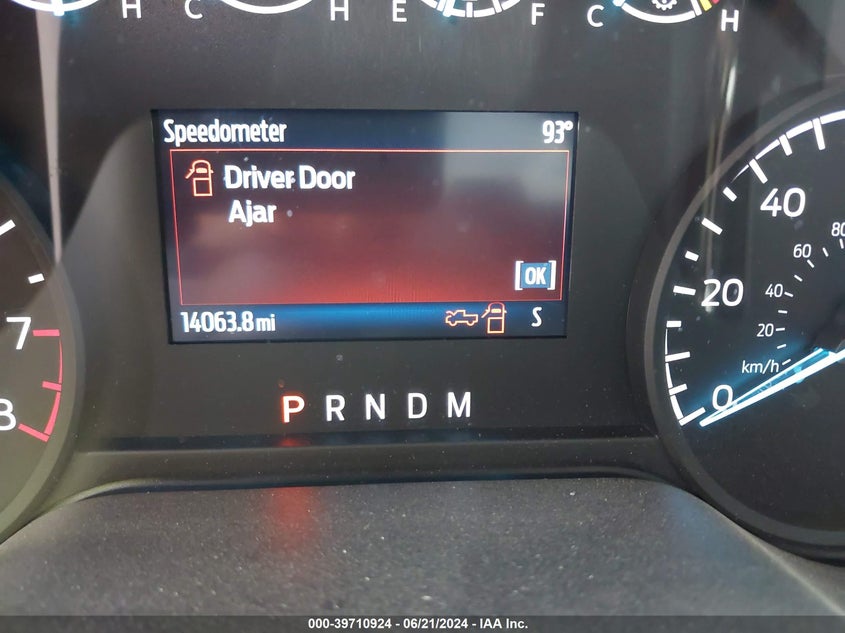 H C H E F C H
Speedometer 93°
Driver Door
Ajar
[OK]
14063.8 mi S
P R N D M
7
8
40
20
0
80
60
40
20
km/h
000-39710924 - 06/21/2024 - IAA Inc.